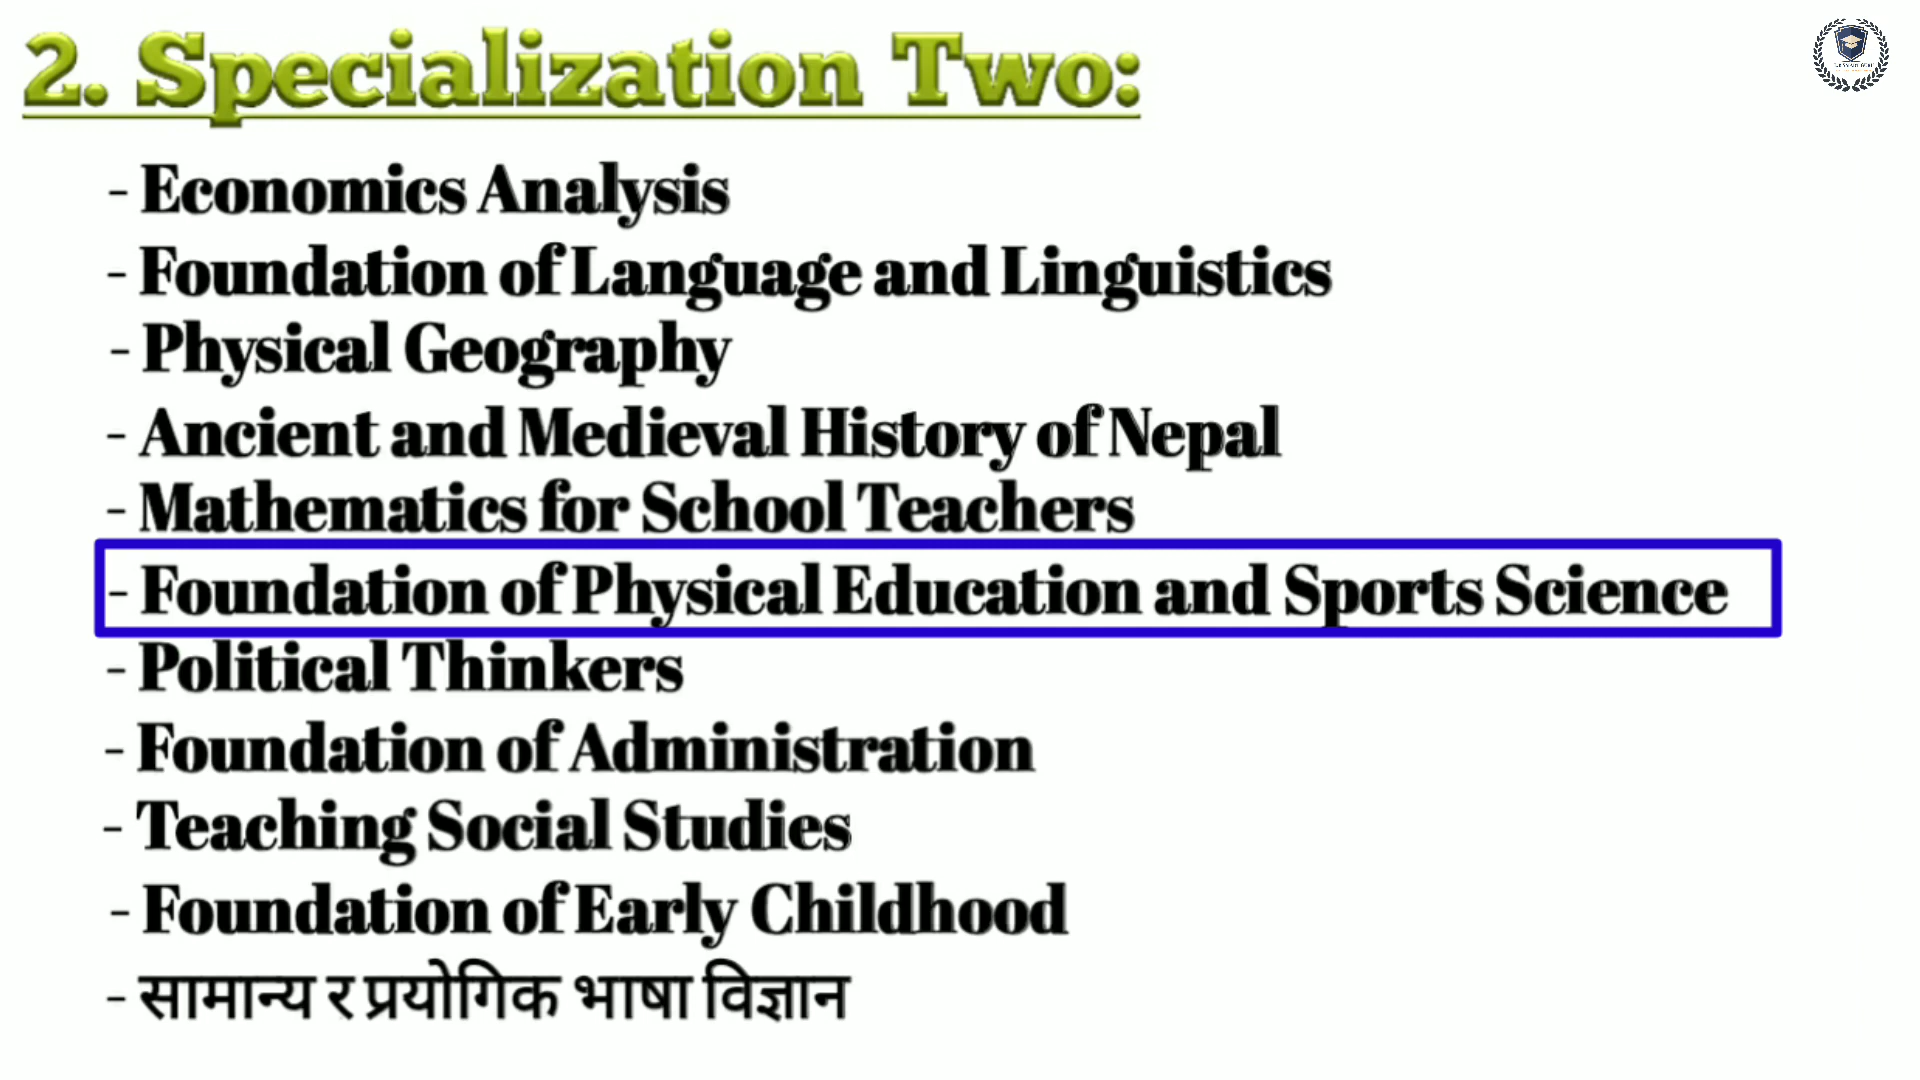 2. Specialization Two:
- Economics Analysis
- Foundation of Language and Linguistics
- Physical Geography
- Ancient and Medieval History of Nepal
- Mathematics for School Teachers
- Foundation of Physical Education and Sports Science
- Political Thinkers
- Foundation of Administration
- Teaching Social Studies
- Foundation of Early Childhood
- सामान्य र प्रयोगिक भाषा विज्ञान